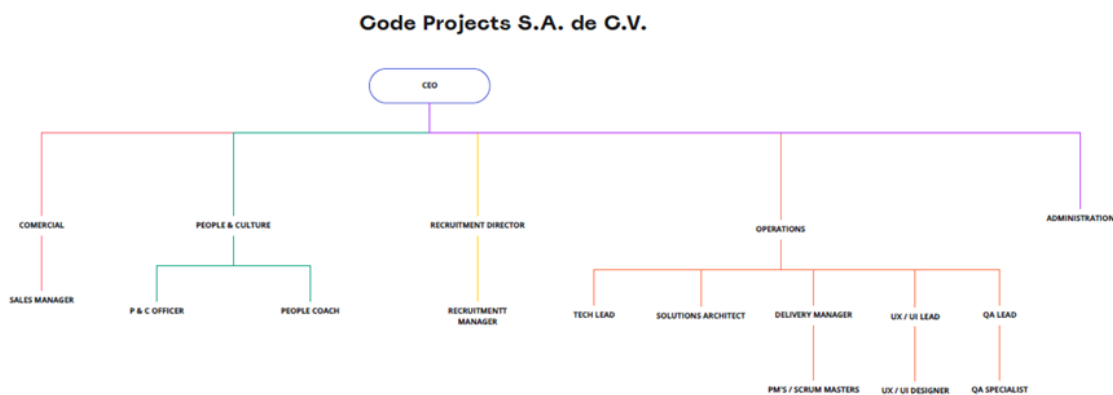 Code Projects S.A. de C.V.
CEO
COMERCIAL
PEOPLE & CULTURE
RECRUITMENT DIRECTOR
OPERATIONS
ADMINISTRATION
SALES MANAGER
P & C OFFICER
PEOPLE COACH
RECRUITMENTT
MANAGER
TECH LEAD
SOLUTIONS ARCHITECT
DELIVERY MANAGER
UX / UI LEAD
QA LEAD
PM'S / SCRUM MASTERS
UX / UI DESIGNER
QA SPECIALIST